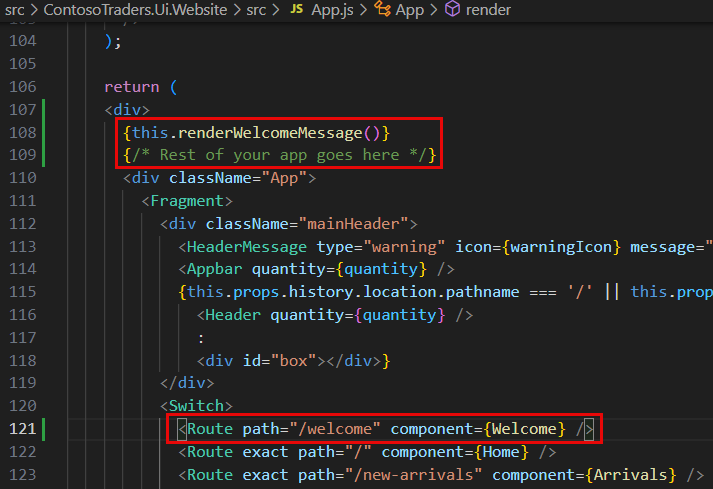 src > ContosoTraders.Ui.Website > src > JS App.js > App > render
104 );
105
106 return (
107 <div>
108 {this.renderWelcomeMessage()}
109 {/* Rest of your app goes here */}
110 <div className="App">
111 <Fragment>
112 <div className="mainHeader">
113 <HeaderMessage type="warning" icon={warningIcon} message="
114 <Appbar quantity={quantity} />
115 {this.props.history.location.pathname === '/' || this.prop
116 <Header quantity={quantity} />
117 :
118 <div id="box"></div>}
119 </div>
120 <Switch>
121 <Route path="/welcome" component={Welcome} />
122 <Route exact path="/" component={Home} />
123 <Route exact path="/new-arrivals" component={Arrivals} />